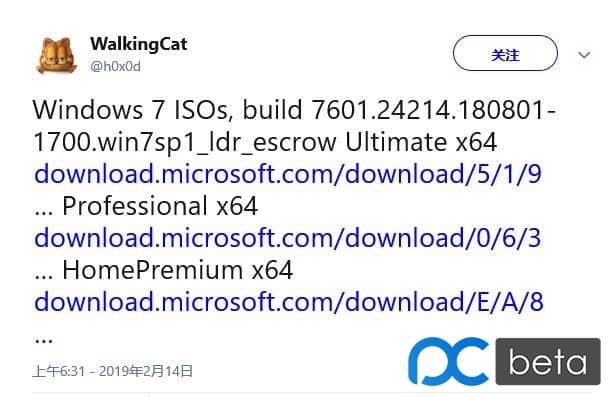 WalkingCat
@h0x0d
关注
Windows 7 ISOs, build 7601.24214.180801-
1700.win7sp1_ldr_escrow Ultimate x64
download.microsoft.com/download/5/1/9
... Professional x64
download.microsoft.com/download/0/6/3
... HomePremium x64
download.microsoft.com/download/E/A/8
...
上午6:31 - 2019年2月14日
pc beta